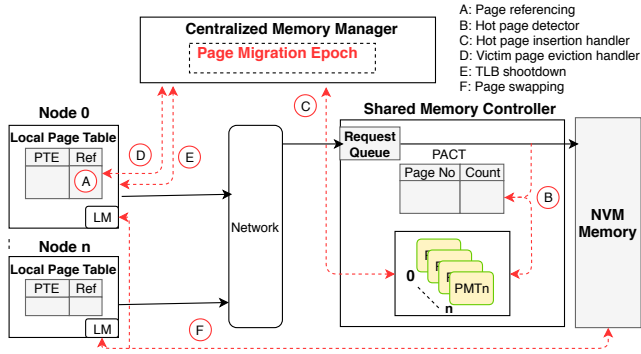 A: Page referencing
B: Hot page detector
C: Hot page insertion handler
D: Victim page eviction handler
E: TLB shootdown
F: Page swapping
Centralized Memory Manager
Page Migration Epoch
Node 0
Local Page Table
PTE Ref
A
LM
D
E
C
Node n
Local Page Table
PTE Ref
LM
F
Network
Shared Memory Controller
Request
Queue
PACT
Page No Count
B
0
n
P
P
P
PMTn
NVM
Memory